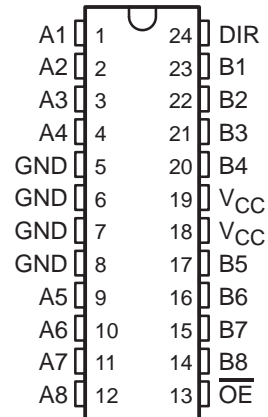 A1 1 24 DIR
A2 2 23 B1
A3 3 22 B2
A4 4 21 B3
GND 5 20 B4
GND 6 19 VCC
GND 7 18 VCC
GND 8 17 B5
A5 9 16 B6
A6 10 15 B7
A7 11 14 B8
A8 12 13 O̅E̅